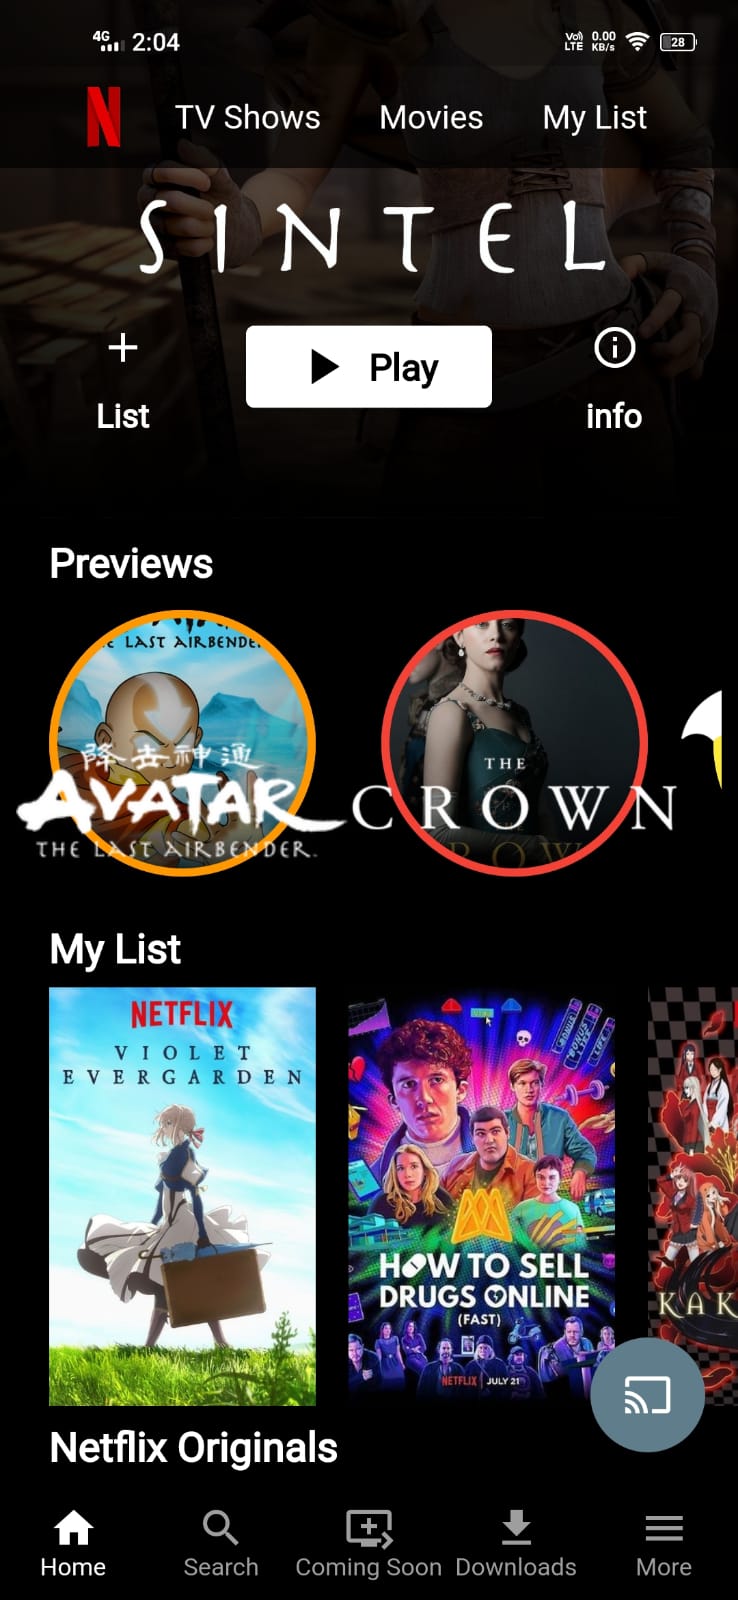 4G 2:04 Vo) LTE 0.00 KB/s 28
N TV Shows Movies My List
SINTEL
Play
List info
Previews
THE LAST AIRBENDER
降去神通
AVATAR
THE LAST AIRBENDER
THE
CROWN
My List
NETFLIX
VIOLET
EVERGARDEN
HOW TO SELL
DRUGS ONLINE
(FAST)
NETFLIX JULY 21
KAK
Netflix Originals
Home Search Coming Soon Downloads More